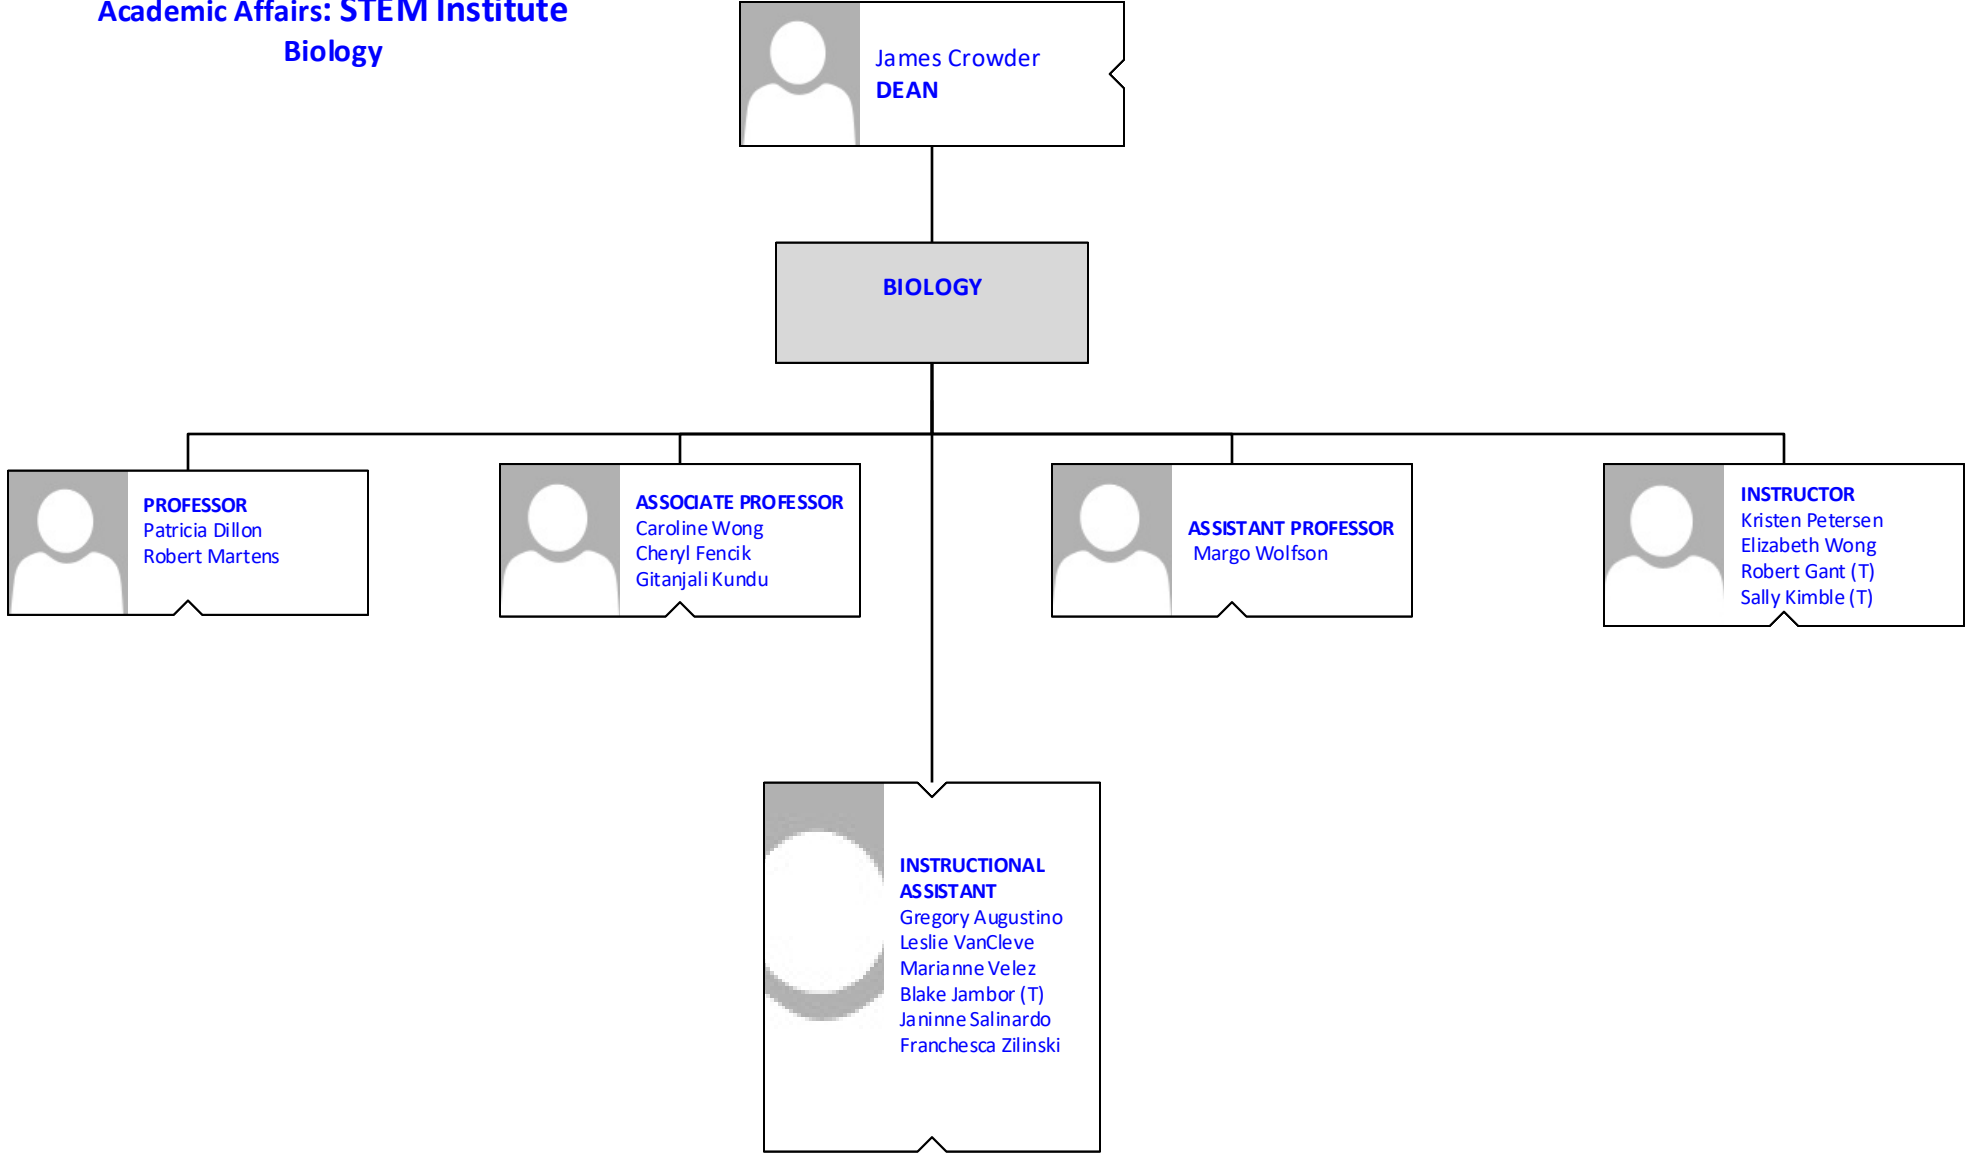 Academic Affairs: STEM Institute
Biology
James Crowder
DEAN
BIOLOGY
PROFESSOR
Patricia Dillon
Robert Martens
ASSOCIATE PROFESSOR
Caroline Wong
Cheryl Fencik
Gitanjali Kundu
ASSISTANT PROFESSOR
Margo Wolfson
INSTRUCTOR
Kristen Petersen
Elizabeth Wong
Robert Gant (T)
Sally Kimble (T)
INSTRUCTIONAL
ASSISTANT
Gregory Augustino
Leslie VanCleve
Marianne Velez
Blake Jambor (T)
Janinne Salinardo
Franchesca Zilinski